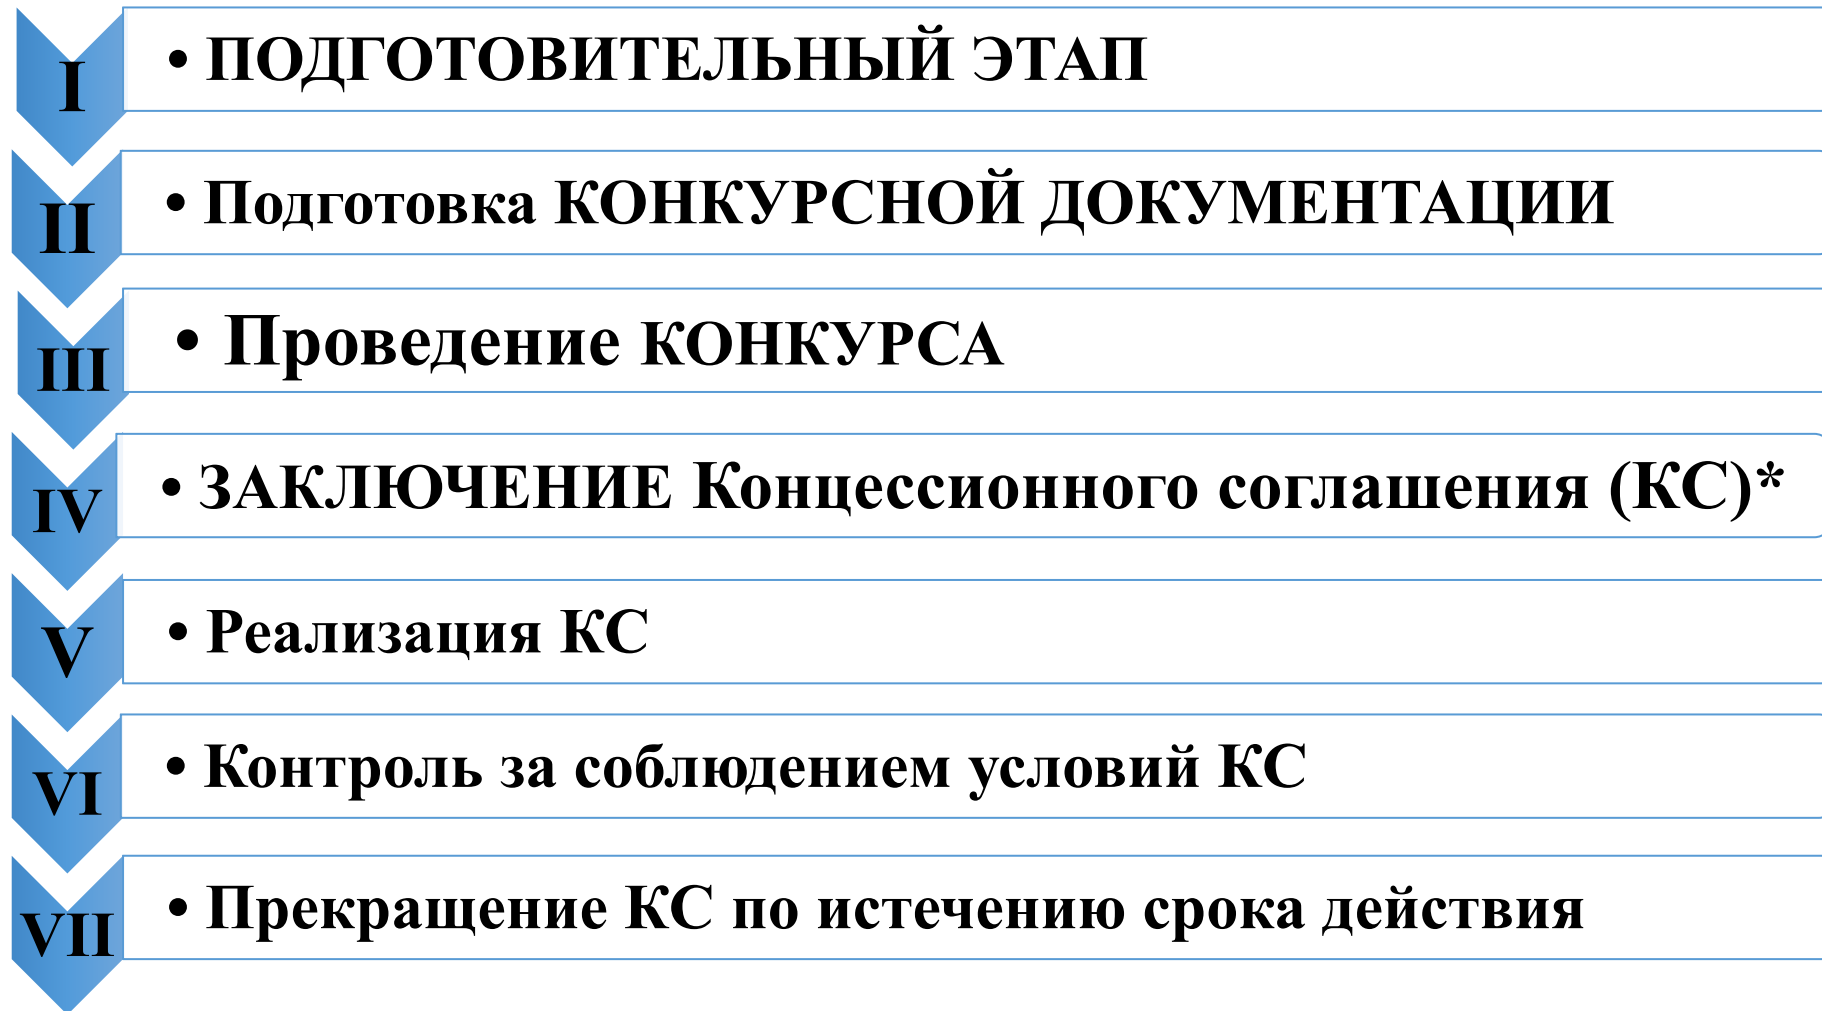 I
• ПОДГОТОВИТЕЛЬНЫЙ ЭТАП
II
• Подготовка КОНКУРСНОЙ ДОКУМЕНТАЦИИ
III
• Проведение КОНКУРСА
IV
• ЗАКЛЮЧЕНИЕ Концессионного соглашения (КС)*
V
• Реализация КС
VI
• Контроль за соблюдением условий КС
VII
• Прекращение КС по истечению срока действия